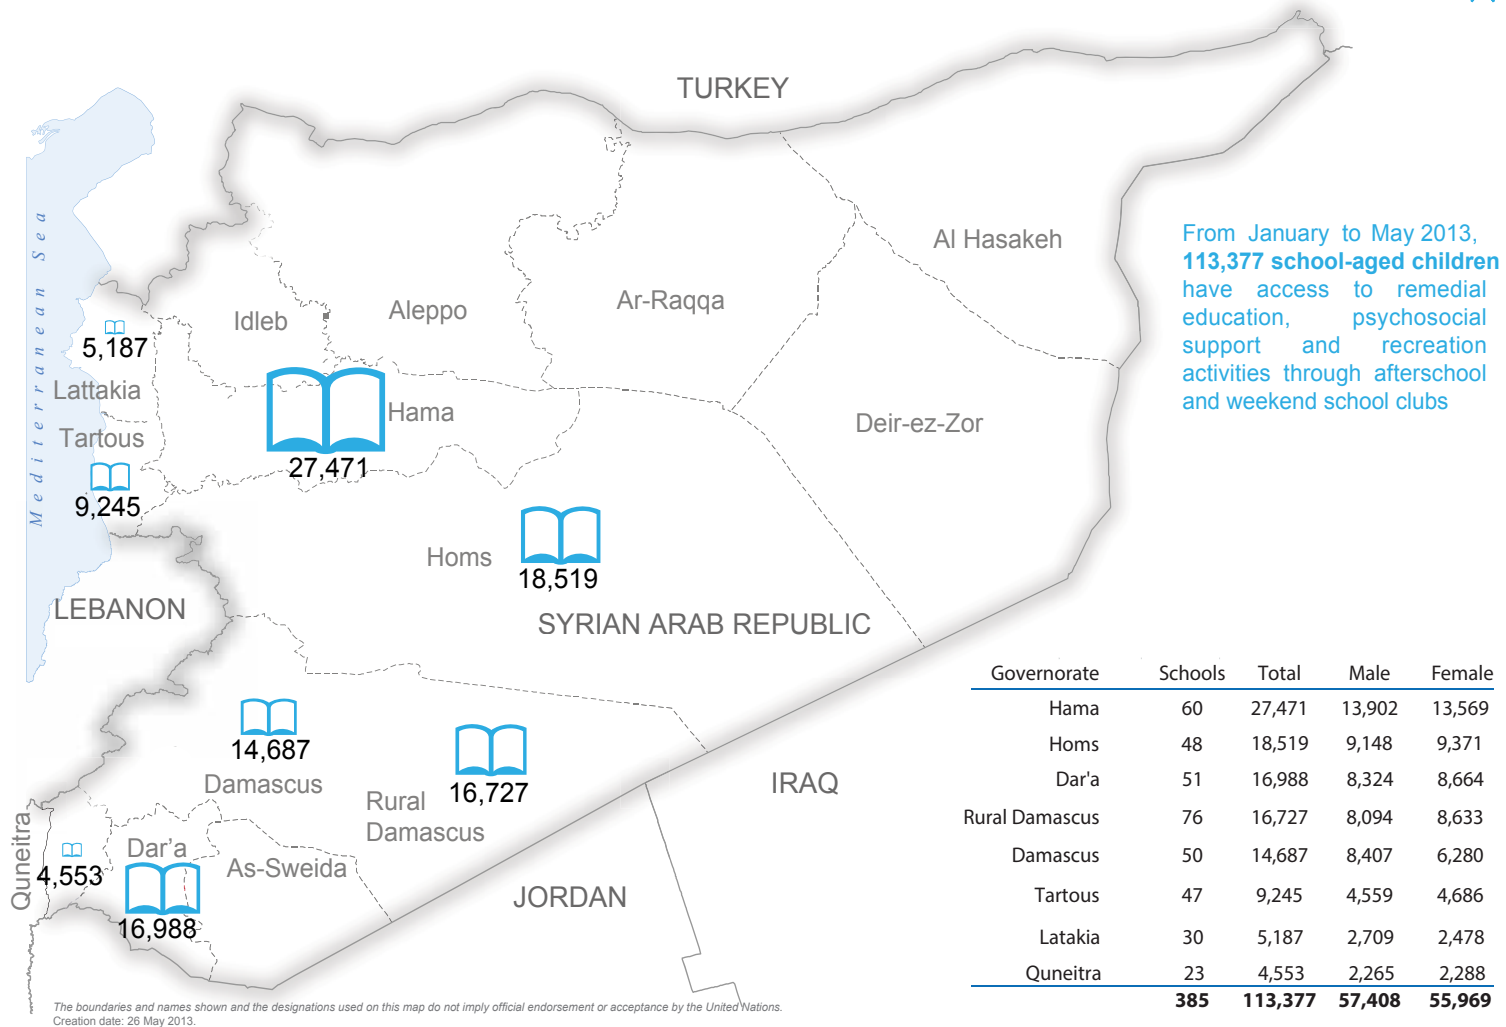 TURKEY
Mediterranean Sea
Al Hasakeh
Ar-Raqqa
Aleppo
Idleb
5,187
Lattakia
Hama
27,471
Deir-ez-Zor
Tartous
9,245
Homs
18,519
LEBANON
SYRIAN ARAB REPUBLIC
14,687
Damascus
16,727
Rural
Damascus
IRAQ
Quneitra
4,553
Dar'a
16,988
As-Sweida
JORDAN
From January to May 2013,
113,377 school-aged children
have access to remedial
education, psychosocial
support and recreation
activities through afterschool
and weekend school clubs
Governorate Schools Total Male Female
Hama 60 27,471 13,902 13,569
Homs 48 18,519 9,148 9,371
Dar'a 51 16,988 8,324 8,664
Rural Damascus 76 16,727 8,094 8,633
Damascus 50 14,687 8,407 6,280
Tartous 47 9,245 4,559 4,686
Latakia 30 5,187 2,709 2,478
Quneitra 23 4,553 2,265 2,288
385 113,377 57,408 55,969
The boundaries and names shown and the designations used on this map do not imply official endorsement or acceptance by the United Nations.
Creation date: 26 May 2013.